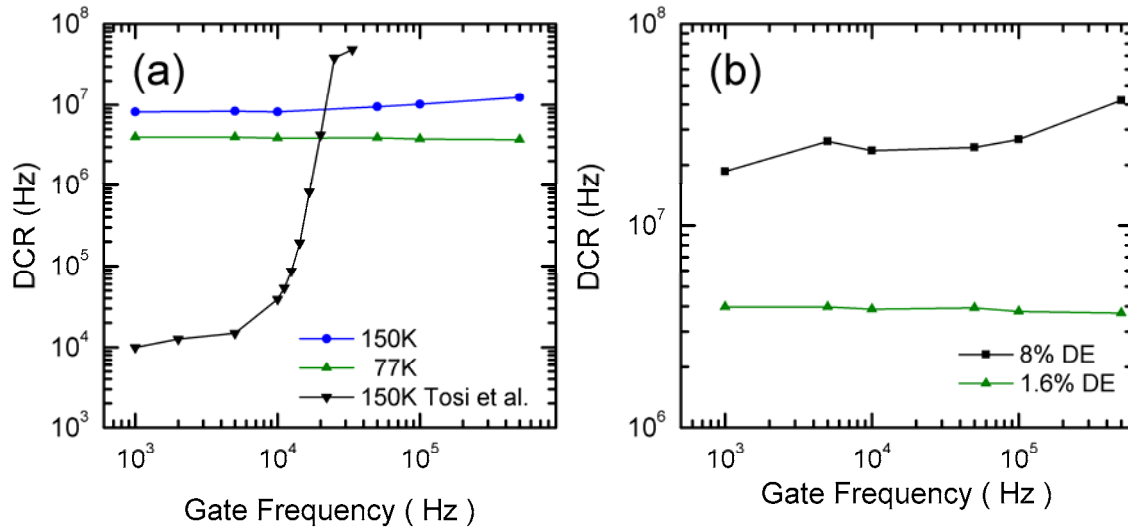 (a)
DCR (Hz)
10^8
10^7
10^6
10^5
10^4
10^3
150K
77K
150K Tosi et al.
10^3 10^4 10^5
Gate Frequency ( Hz )
(b)
DCR (Hz)
10^8
10^7
10^6
8% DE
1.6% DE
10^3 10^4 10^5
Gate Frequency ( Hz )